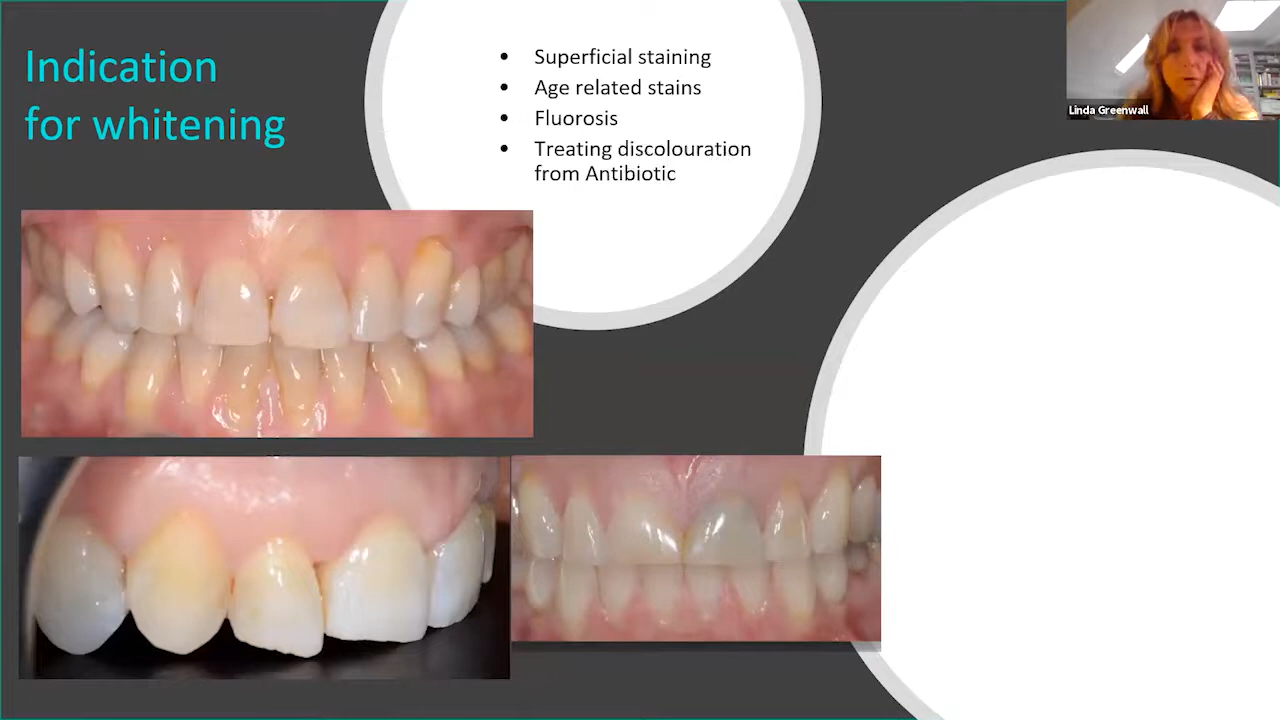 Indication
for whitening
• Superficial staining
• Age related stains
• Fluorosis
• Treating discolouration
from Antibiotic
Linda Greenwall